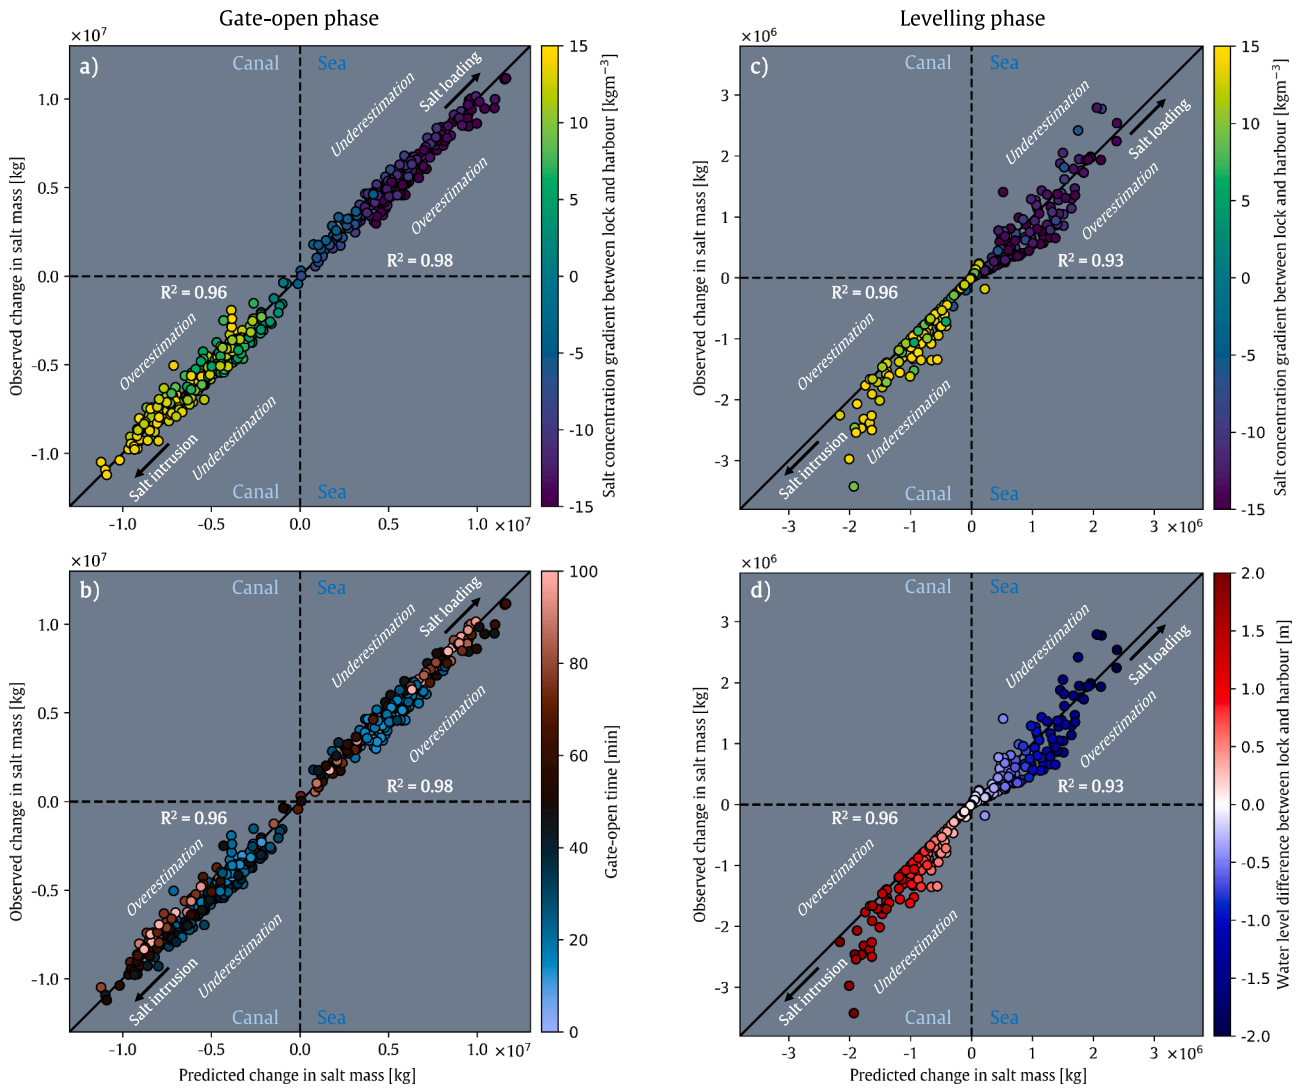 Gate-open phase
×10⁷
a)
Canal
Sea
Salt loading
Underestimation
Overestimation
R² = 0.98
R² = 0.96
Overestimation
Underestimation
Salt intrusion
Canal
Sea
1.0
0.5
0.0
-0.5
-1.0
Observed change in salt mass [kg]
-1.0
-0.5
0.0
0.5
1.0
×10⁷
15
10
5
0
-5
-10
-15
Salt concentration gradient between lock and harbour [kgm⁻³]
Levelling phase
×10⁶
c)
Canal
Sea
Underestimation
Salt loading
Overestimation
R² = 0.93
R² = 0.96
Overestimation
Underestimation
Salt intrusion
Canal
Sea
3
2
1
0
-1
-2
-3
Observed change in salt mass [kg]
-3
-2
-1
0
1
2
3
×10⁶
15
10
5
0
-5
-10
-15
Salt concentration gradient between lock and harbour [kgm⁻³]
×10⁷
b)
Canal
Sea
Salt loading
Underestimation
Overestimation
R² = 0.98
R² = 0.96
Overestimation
Underestimation
Salt intrusion
Canal
Sea
1.0
0.5
0.0
-0.5
-1.0
Observed change in salt mass [kg]
-1.0
-0.5
0.0
0.5
1.0
×10⁷
Predicted change in salt mass [kg]
100
80
60
40
20
0
Gate-open time [min]
×10⁶
d)
Canal
Sea
Underestimation
Salt loading
Overestimation
R² = 0.93
R² = 0.96
Overestimation
Underestimation
Salt intrusion
Canal
Sea
3
2
1
0
-1
-2
-3
Observed change in salt mass [kg]
-3
-2
-1
0
1
2
3
×10⁶
Predicted change in salt mass [kg]
2.0
1.5
1.0
0.5
0.0
-0.5
-1.0
-1.5
-2.0
Water level difference between lock and harbour [m]